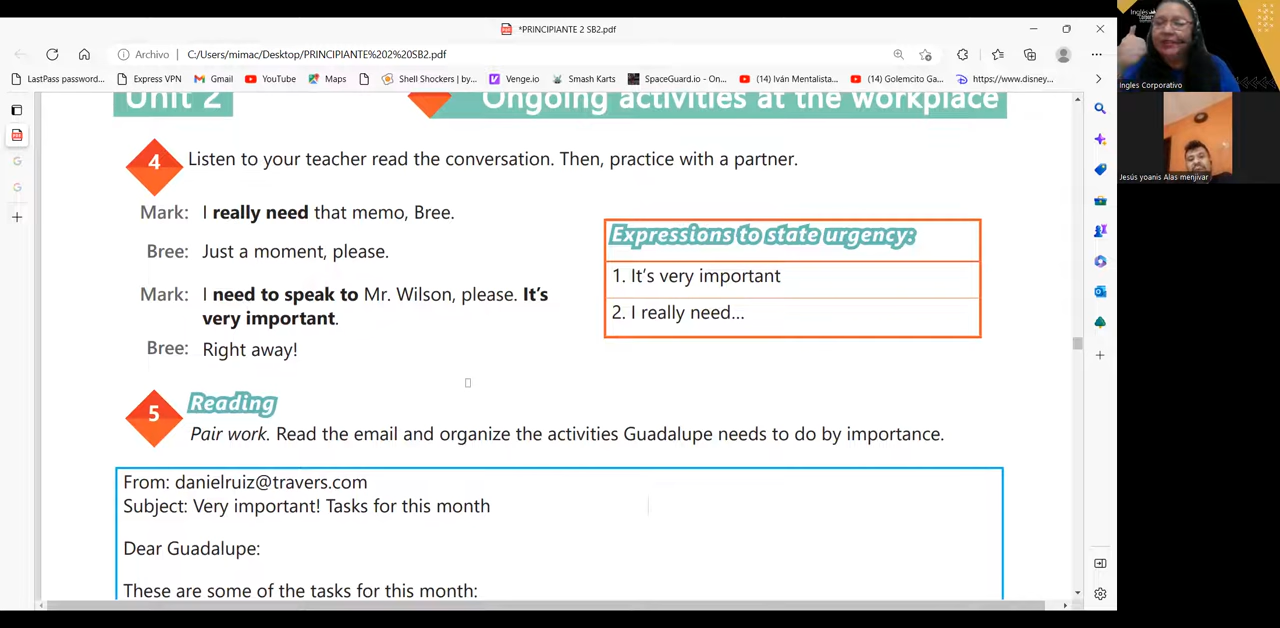 *PRINCIPIANTE 2 SB2.pdf
Archivo
C:/Users/mimac/Desktop/PRINCIPIANTE%202%20SB2.pdf
LastPass password...
Express VPN
Gmail
YouTube
Maps
Shell Shockers | by...
Venge.io
Smash Karts
SpaceGuard.io - On...
(14) Iván Mentalista...
(14) Golemcito Ga...
https://www.disney...
Unit 2
Ongoing activities at the workplace
4
Listen to your teacher read the conversation. Then, practice with a partner.
Mark: I really need that memo, Bree.
Bree: Just a moment, please.
Mark: I need to speak to Mr. Wilson, please. It's
very important.
Bree: Right away!
Expressions to state urgency:
1. It's very important
2. I really need...
5
Reading
Pair work. Read the email and organize the activities Guadalupe needs to do by importance.
From: danielruiz@travers.com
Subject: Very important! Tasks for this month
Dear Guadalupe:
These are some of the tasks for this month:
Ingles Corporativo
Jesús yoanis Alas menjivar